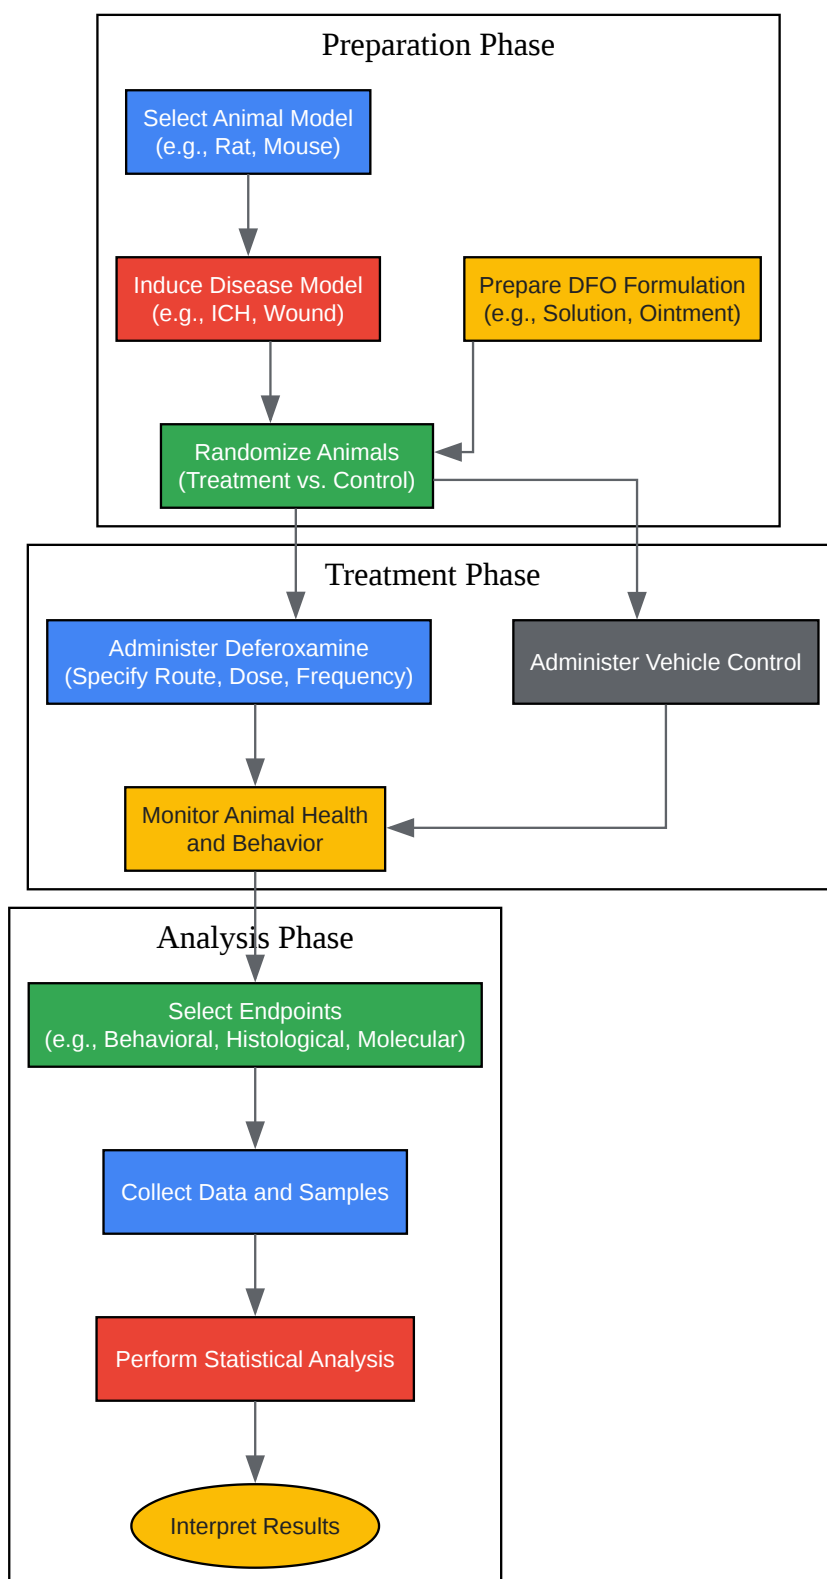 Preparation Phase
Select Animal Model
(e.g., Rat, Mouse)
Induce Disease Model
(e.g., ICH, Wound)
Prepare DFO Formulation
(e.g., Solution, Ointment)
Randomize Animals
(Treatment vs. Control)
Treatment Phase
Administer Deferoxamine
(Specify Route, Dose, Frequency)
Administer Vehicle Control
Monitor Animal Health
and Behavior
Analysis Phase
Select Endpoints
(e.g., Behavioral, Histological, Molecular)
Collect Data and Samples
Perform Statistical Analysis
Interpret Results